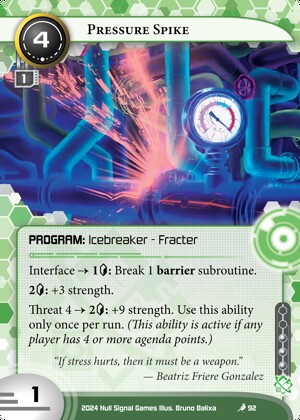 4
PRESSURE SPIKE
1
PROGRAM: Icebreaker - Fracter
Interface → 1: Break 1 barrier subroutine.
2: +3 strength.
Threat 4 → 2: +9 strength. Use this ability
only once per run. (This ability is active if any
player has 4 or more agenda points.)
“If stress hurts, then it must be a weapon.”
— Beatriz Friere Gonzalez
1
2024 Null Signal Games Illus. Bruno Balixa
92